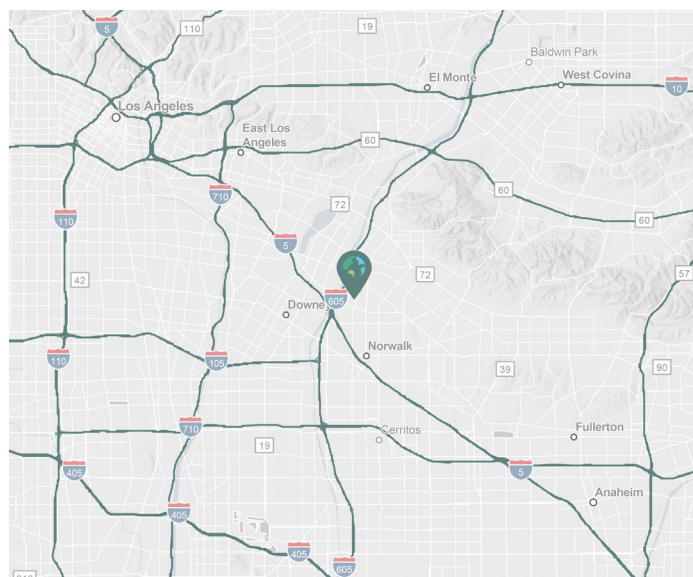 5
110
19
Baldwin Park
El Monte
West Covina
10
Los Angeles
East Los
Angeles
60
710
60
72
110
60
5
72
57
42
605
Downey
Norwalk
110
105
39
90
710
Fullerton
Cerritos
19
405
5
Anaheim
405
405
605